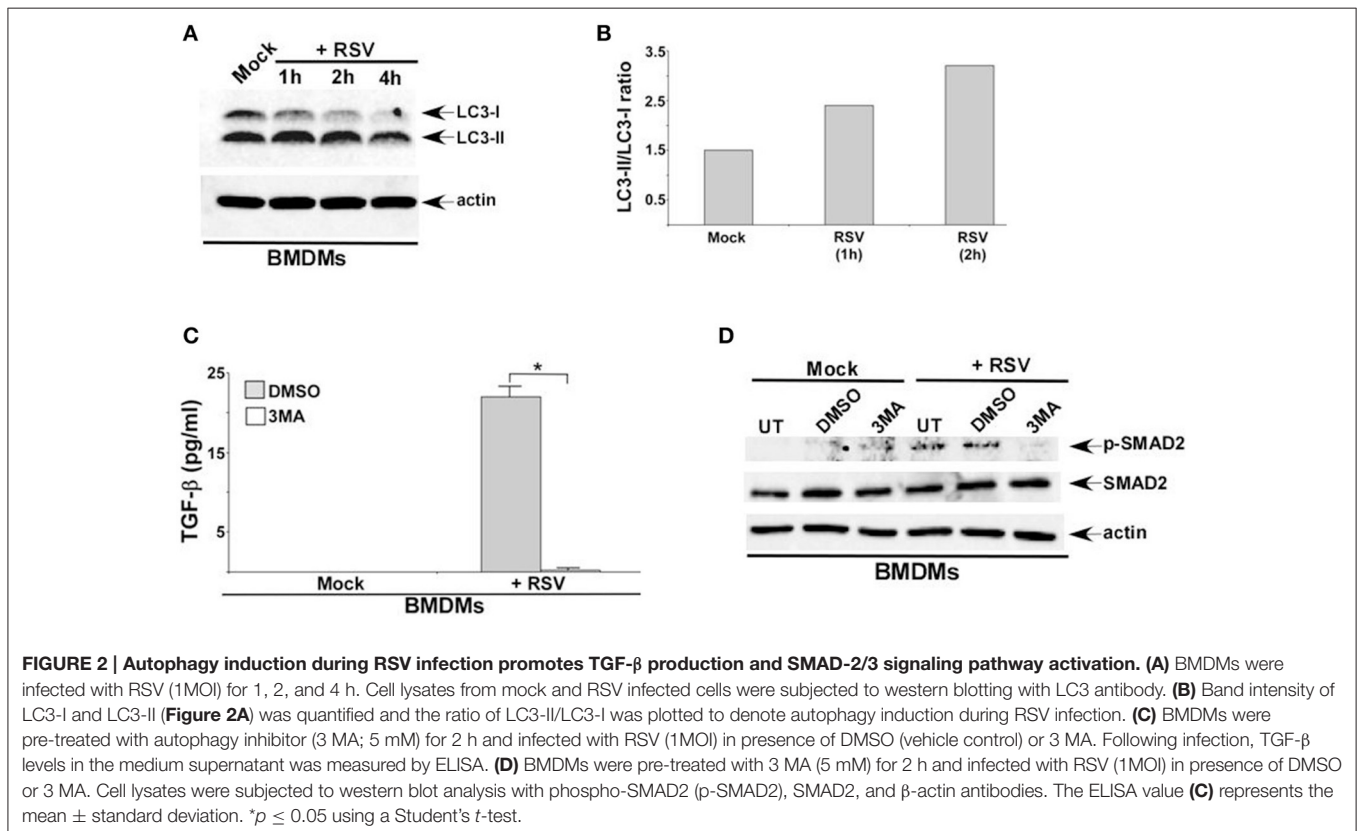 A
+ RSV
Mock
1h 2h 4h
LC3-I
LC3-II
actin
BMDMs
B
LC3-II/LC3-I ratio
3.5
2.5
1.5
0.5
Mock
RSV
(1h)
RSV
(2h)
C
TGF-β (pg/ml)
25
15
5
DMSO
3MA
*
Mock
+ RSV
BMDMs
D
Mock
+ RSV
UT DMSO 3MA UT DMSO 3MA
p-SMAD2
SMAD2
actin
BMDMs
FIGURE 2 | Autophagy induction during RSV infection promotes TGF-β production and SMAD-2/3 signaling pathway activation. (A) BMDMs were
infected with RSV (1MOI) for 1, 2, and 4 h. Cell lysates from mock and RSV infected cells were subjected to western blotting with LC3 antibody. (B) Band intensity of
LC3-I and LC3-II (Figure 2A) was quantified and the ratio of LC3-II/LC3-I was plotted to denote autophagy induction during RSV infection. (C) BMDMs were
pre-treated with autophagy inhibitor (3 MA; 5 mM) for 2 h and infected with RSV (1MOI) in presence of DMSO (vehicle control) or 3 MA. Following infection, TGF-β
levels in the medium supernatant was measured by ELISA. (D) BMDMs were pre-treated with 3 MA (5 mM) for 2 h and infected with RSV (1MOI) in presence of DMSO
or 3 MA. Cell lysates were subjected to western blot analysis with phospho-SMAD2 (p-SMAD2), SMAD2, and β-actin antibodies. The ELISA value (C) represents the
mean ± standard deviation. *p ≤ 0.05 using a Student's t-test.